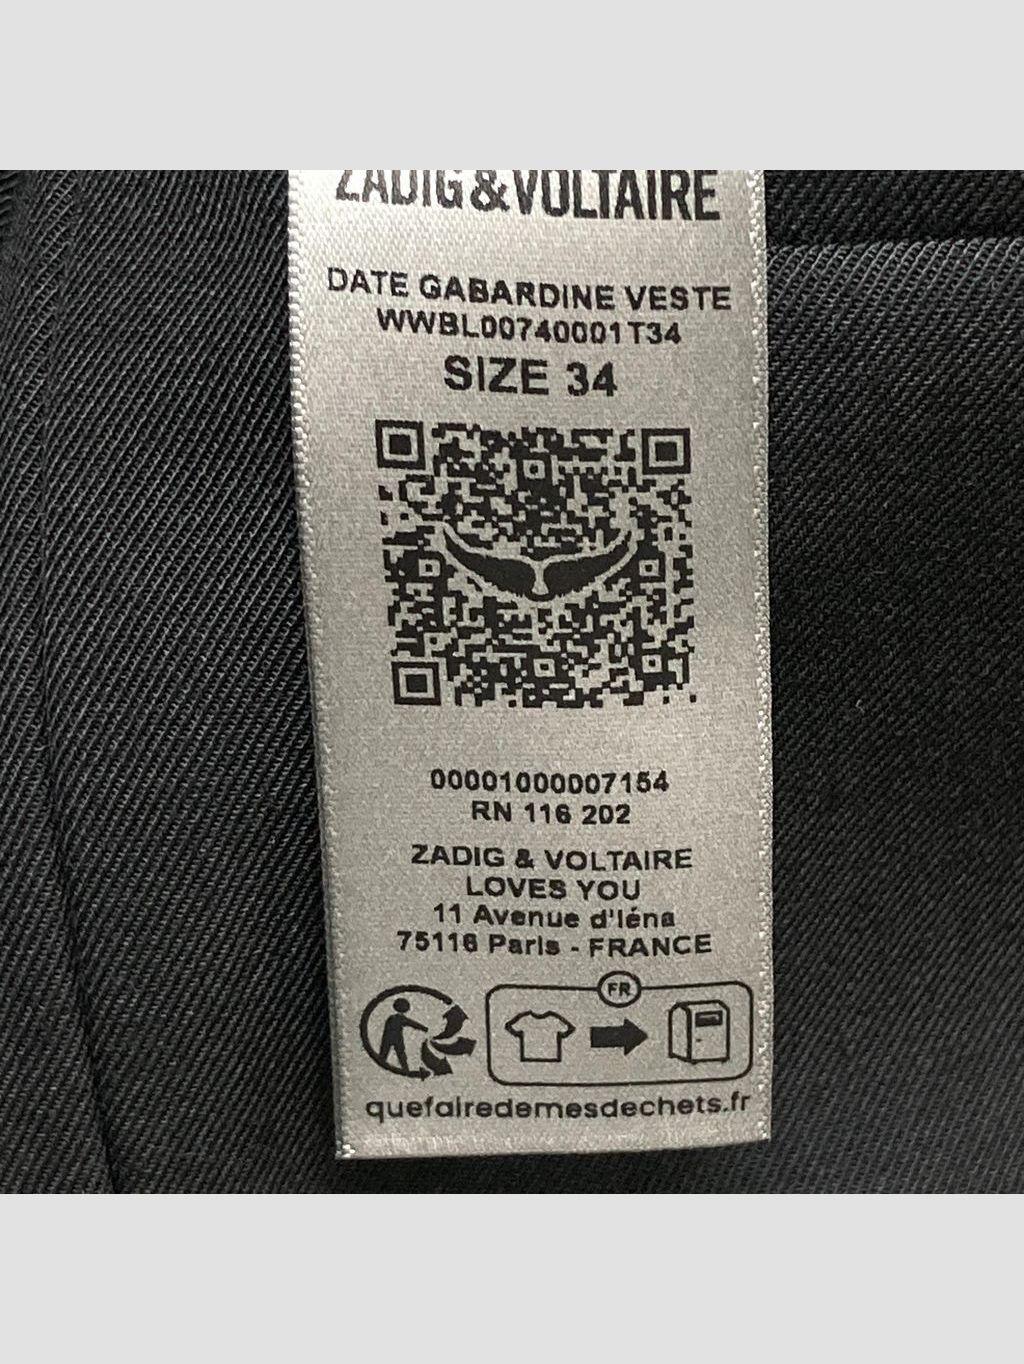 ZADIG&VOLTAIRE
DATE GABARDINE VESTE
WWBL00740001T34
SIZE 34
00001000007154
RN 116 202
ZADIG & VOLTAIRE
LOVES YOU
11 Avenue d'Iéna
75116 Paris - FRANCE
FR
quefairedemesdechets.fr